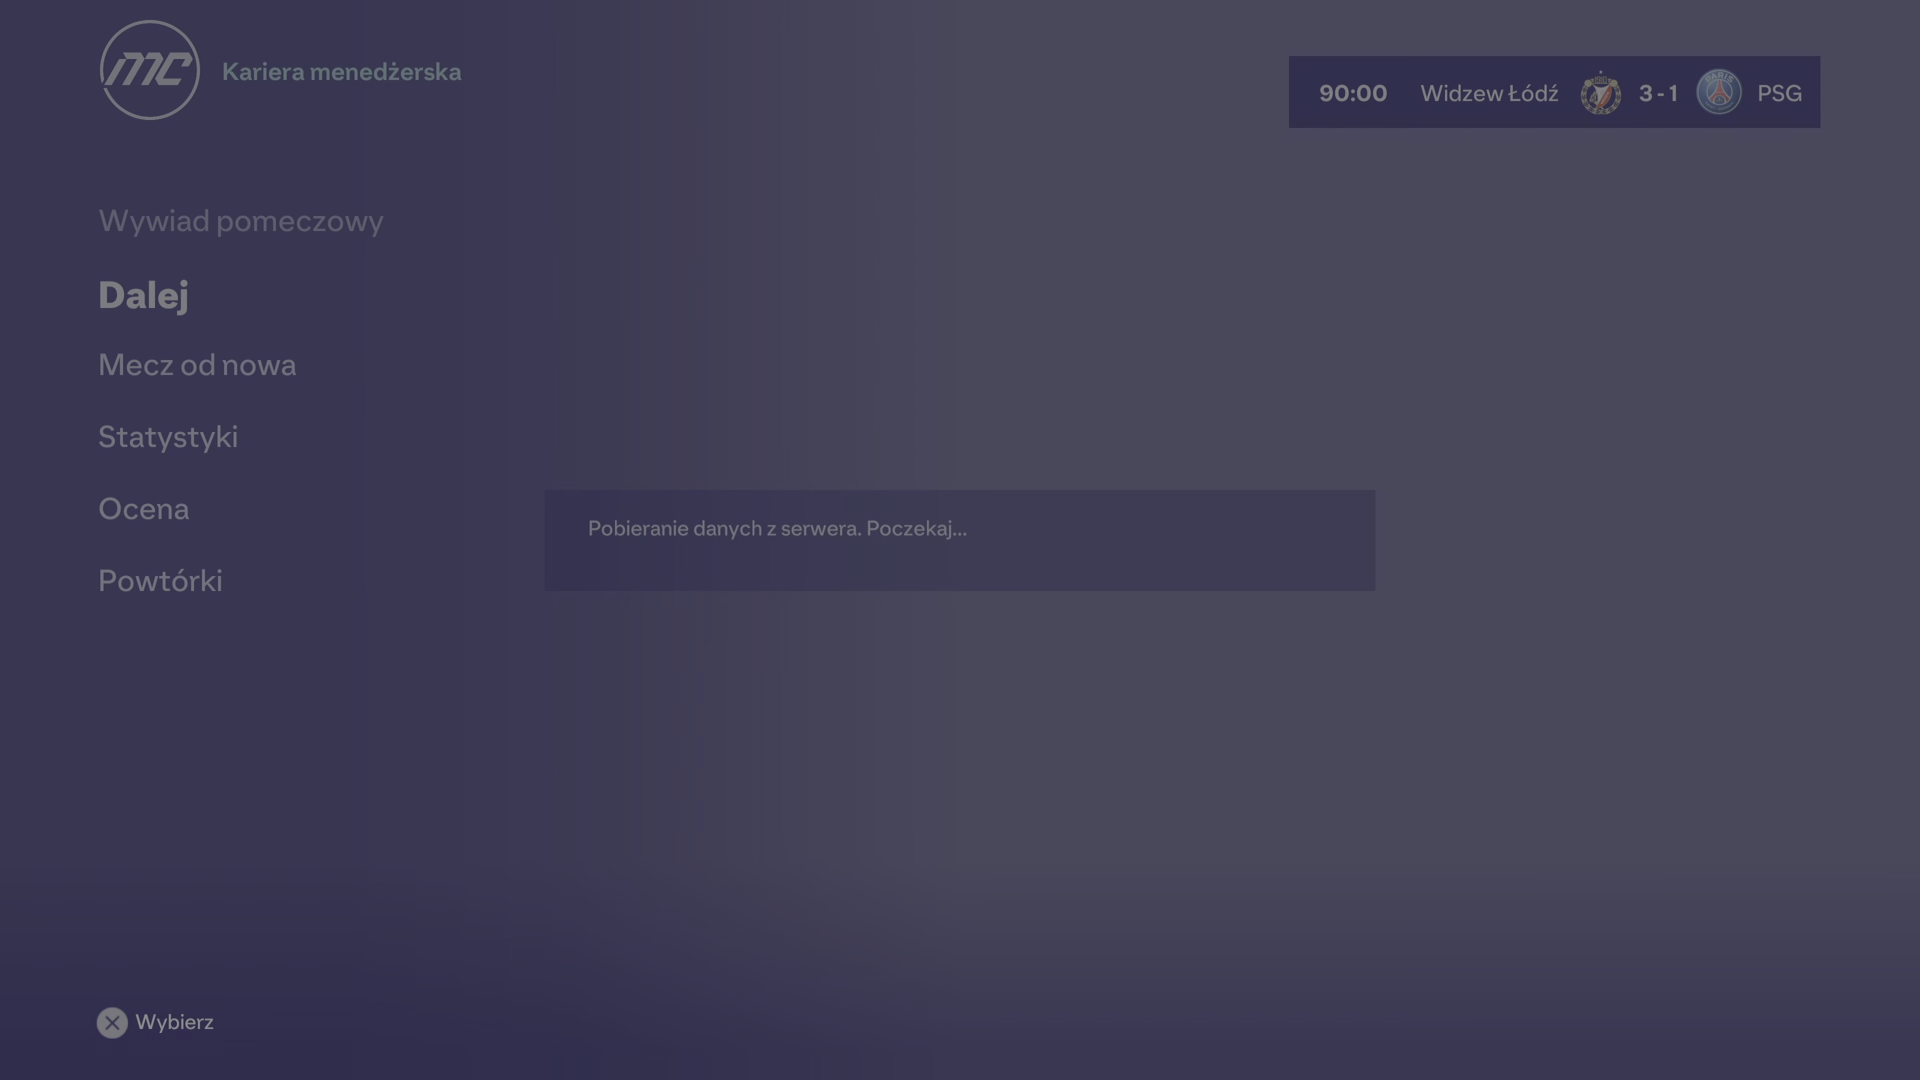 MC
Kariera menedżerska
90:00 Widzew Łódź 3 - 1 PSG
Wywiad pomeczowy
Dalej
Mecz od nowa
Statystyki
Ocena
Powtórki
Pobieranie danych z serwera. Poczekaj...
Wybierz